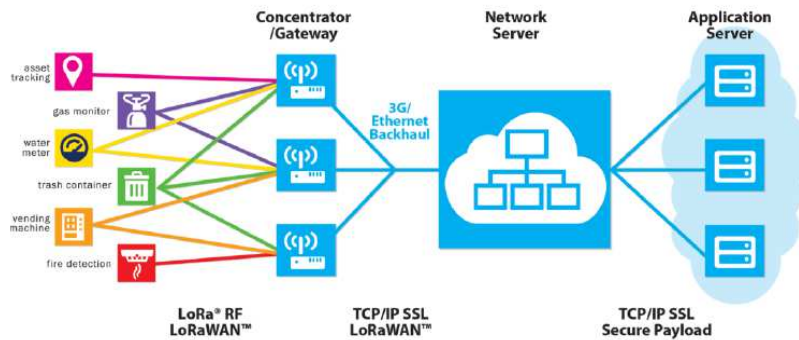 Concentrator
/Gateway
Network
Server
Application
Server
asset
tracking
gas monitor
water
meter
trash container
vending
machine
fire detection
3G/
Ethernet
Backhaul
LoRa® RF
LoRaWAN™
TCP/IP SSL
LoRaWAN™
TCP/IP SSL
Secure Payload